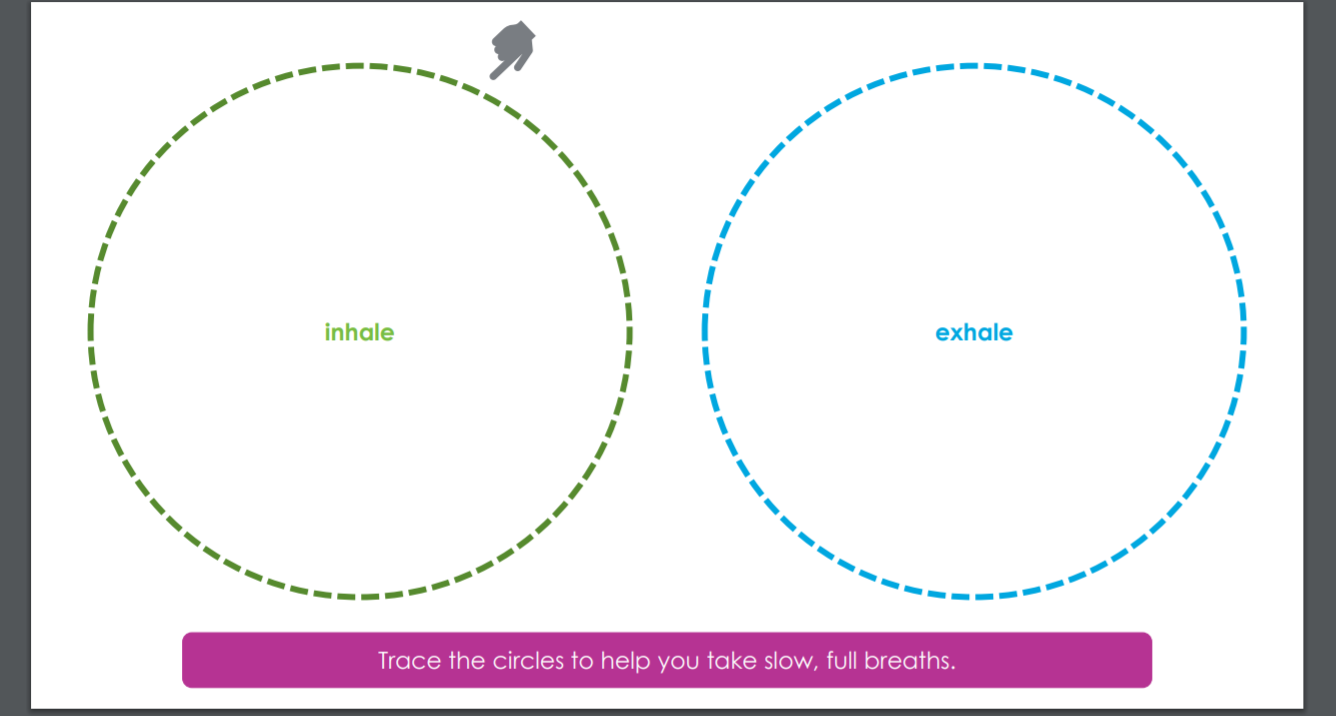 inhale
exhale
Trace the circles to help you take slow, full breaths.